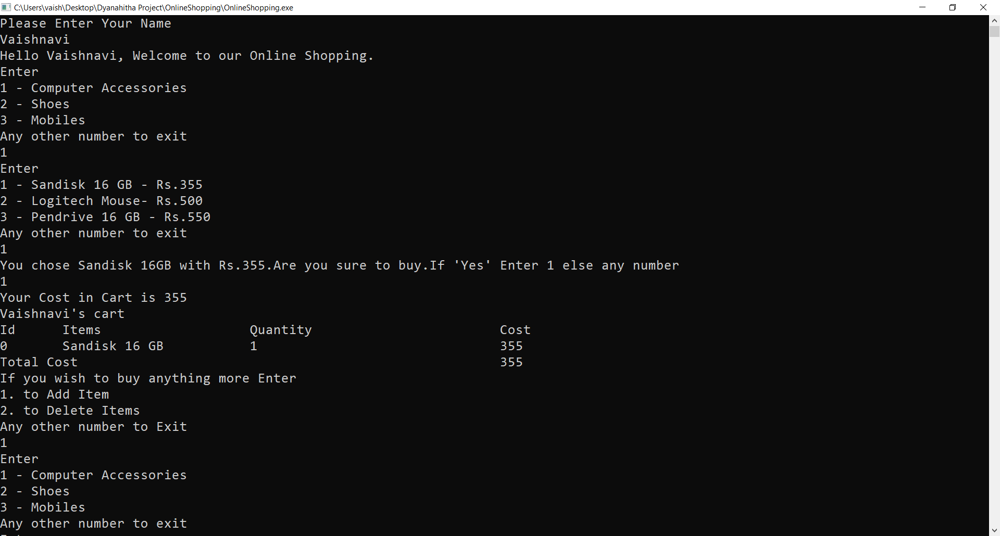 C:\Users\vaish\Desktop\Dyanahitha Project\OnlineShopping\OnlineShopping.exe
Please Enter Your Name
Vaishnavi
Hello Vaishnavi, Welcome to our Online Shopping.
Enter
1 - Computer Accessories
2 - Shoes
3 - Mobiles
Any other number to exit
1
Enter
1 - Sandisk 16 GB - Rs.355
2 - Logitech Mouse- Rs.500
3 - Pendrive 16 GB - Rs.550
Any other number to exit
1
You chose Sandisk 16GB with Rs.355.Are you sure to buy.If 'Yes' Enter 1 else any number
1
Your Cost in Cart is 355
Vaishnavi's cart
Id Items Quantity Cost
0 Sandisk 16 GB 1 355
Total Cost 355
If you wish to buy anything more Enter
1. to Add Item
2. to Delete Items
Any other number to Exit
1
Enter
1 - Computer Accessories
2 - Shoes
3 - Mobiles
Any other number to exit